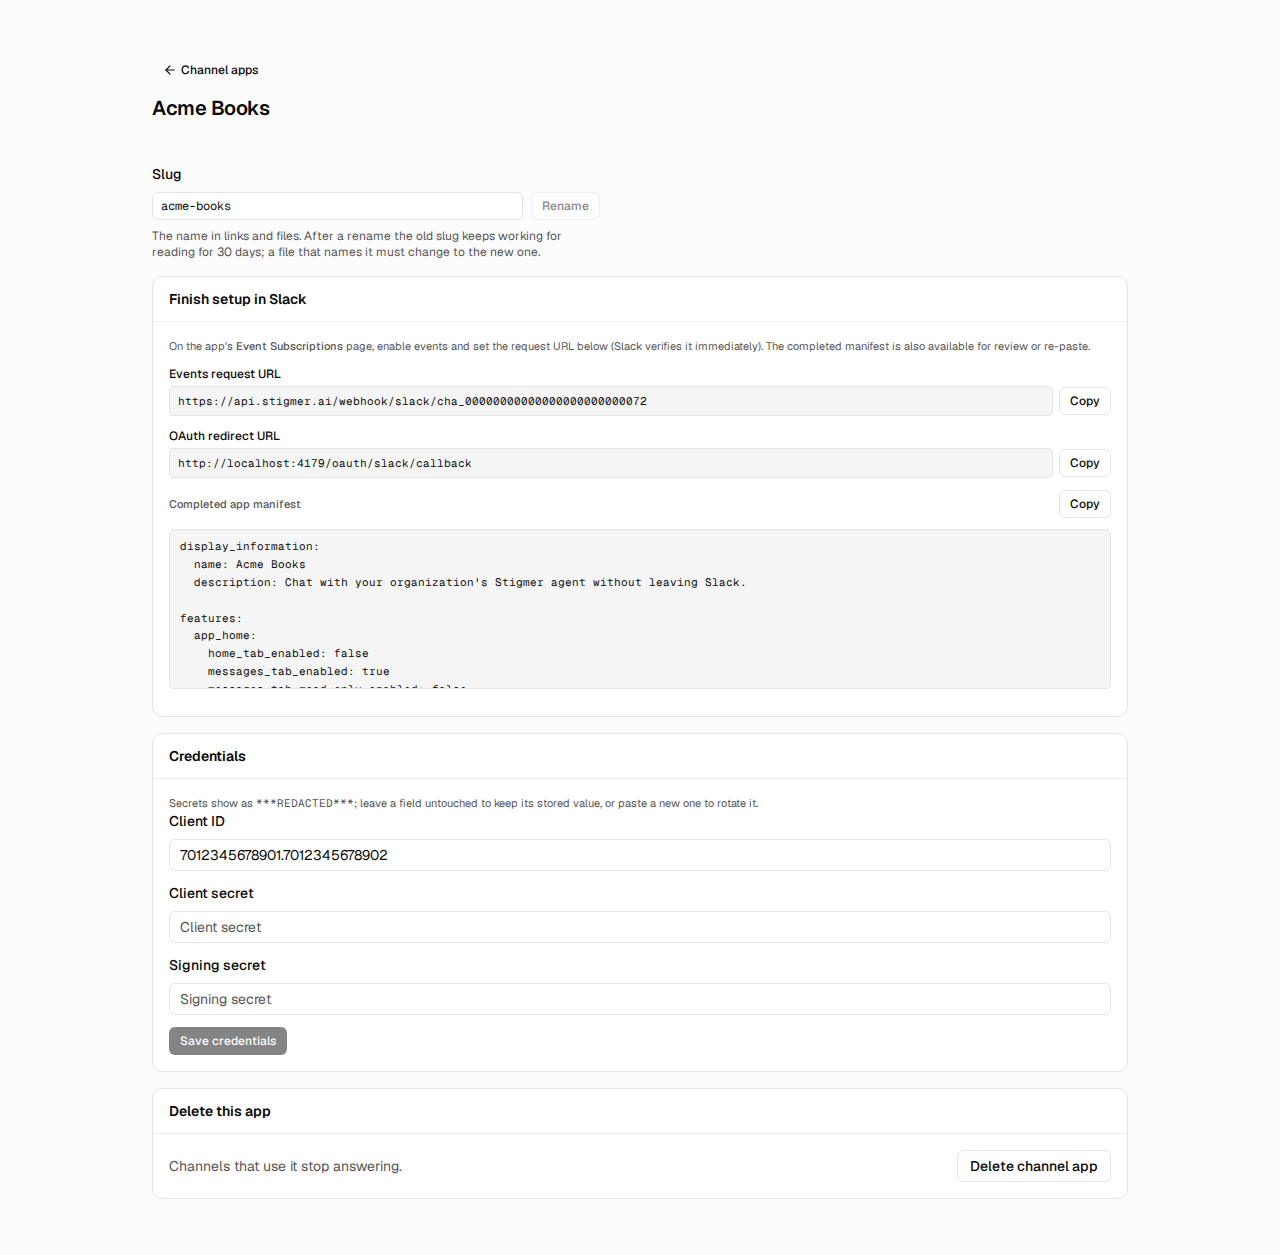 Channel apps
Acme Books
Slug
acme-books
Rename
The name in links and files. After a rename the old slug keeps working for
reading for 30 days; a file that names it must change to the new one.
Finish setup in Slack
On the app's Event Subscriptions page, enable events and set the request URL below (Slack verifies it immediately). The completed manifest is also available for review or re-paste.
Events request URL
https://api.stigmer.ai/webhook/slack/cha_00000000000000000000000072
Copy
OAuth redirect URL
http://localhost:4179/oauth/slack/callback
Copy
Completed app manifest
Copy
display_information:
  name: Acme Books
  description: Chat with your organization's Stigmer agent without leaving Slack.
features:
  app_home:
    home_tab_enabled: false
    messages_tab_enabled: true
    messages_tab_read_only_enabled: false
Credentials
Secrets show as ***REDACTED***; leave a field untouched to keep its stored value, or paste a new one to rotate it.
Client ID
7012345678901.7012345678902
Client secret
Client secret
Signing secret
Signing secret
Save credentials
Delete this app
Channels that use it stop answering.
Delete channel app